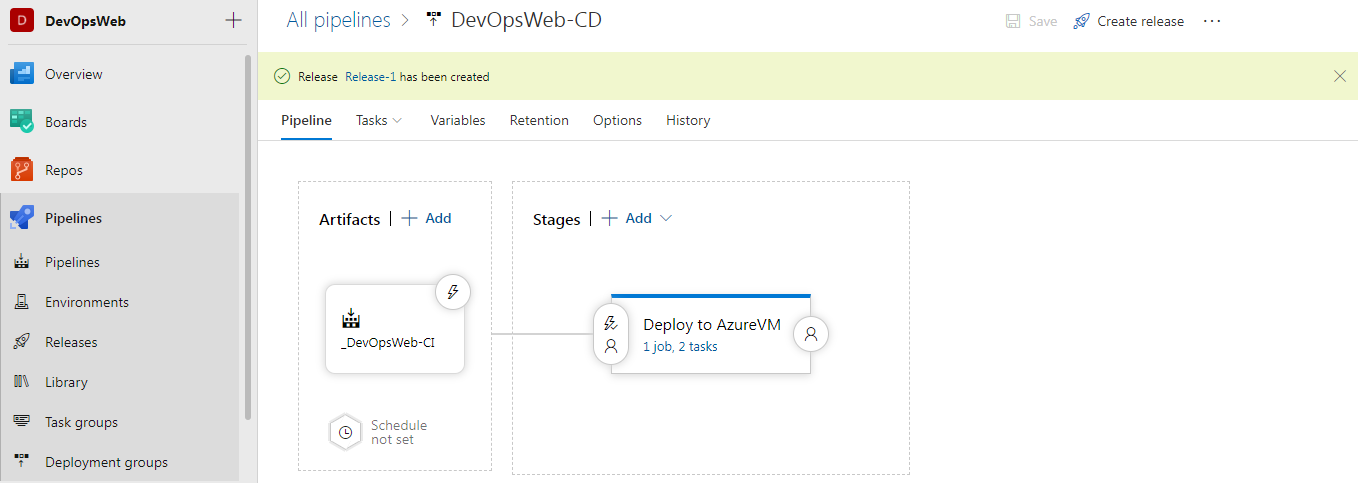 D DevOpsWeb
Overview
Boards
Repos
Pipelines
Pipelines
Environments
Releases
Library
Task groups
Deployment groups
All pipelines > DevOpsWeb-CD
Save Create release ...
Release Release-1 has been created
Pipeline Tasks Variables Retention Options History
Artifacts | + Add
_DevOpsWeb-CI
Schedule
not set
Stages | + Add
Deploy to AzureVM
1 job, 2 tasks